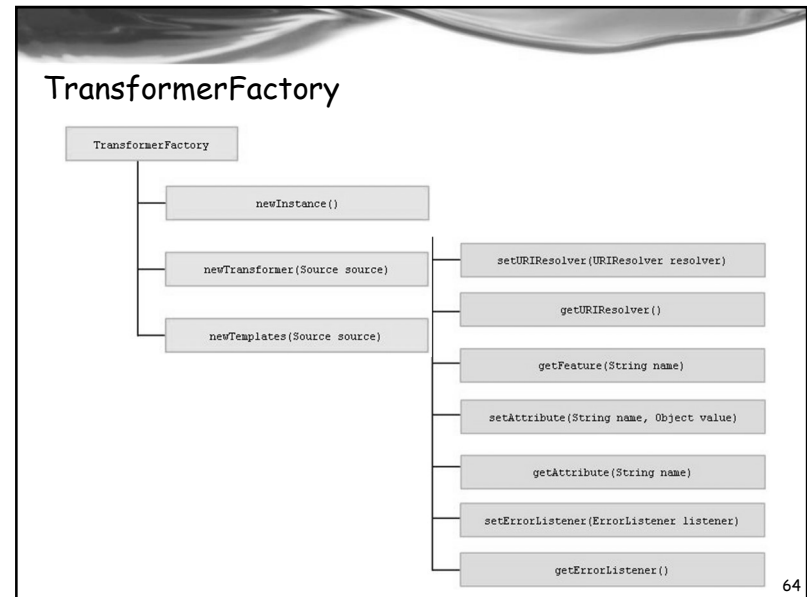 TransformerFactory
TransformerFactory
newInstance()
newTransformer(Source source)
newTemplates(Source source)
setURIResolver(URIResolver resolver)
getURIResolver()
getFeature(String name)
setAttribute(String name, Object value)
getAttribute(String name)
setErrorListener(ErrorListener listener)
getErrorListener()
64